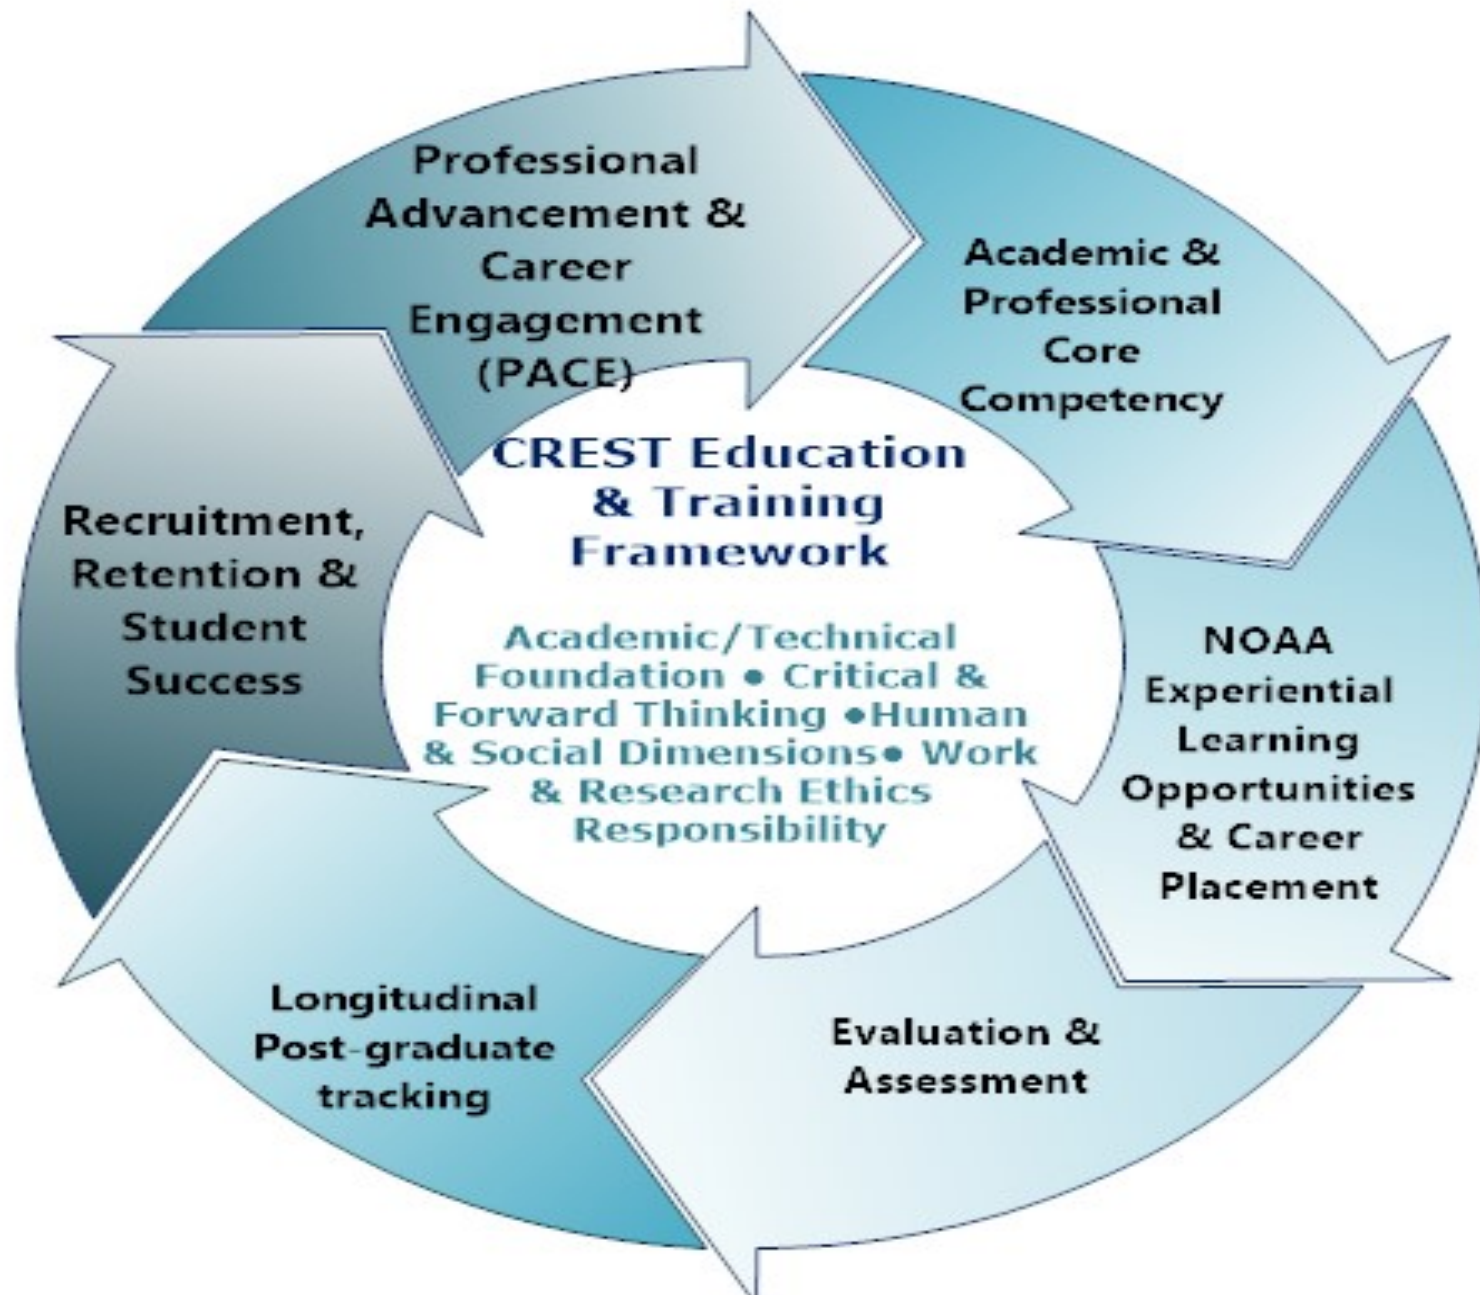 Professional
Advancement &
Career
Engagement
(PACE)
Academic &
Professional
Core
Competency
NOAA
Experiential
Learning
Opportunities
& Career
Placement
Evaluation &
Assessment
Longitudinal
Post-graduate
tracking
Recruitment,
Retention &
Student
Success
CREST Education
& Training
Framework
Academic/Technical
Foundation ● Critical &
Forward Thinking ●Human
& Social Dimensions● Work
& Research Ethics
Responsibility